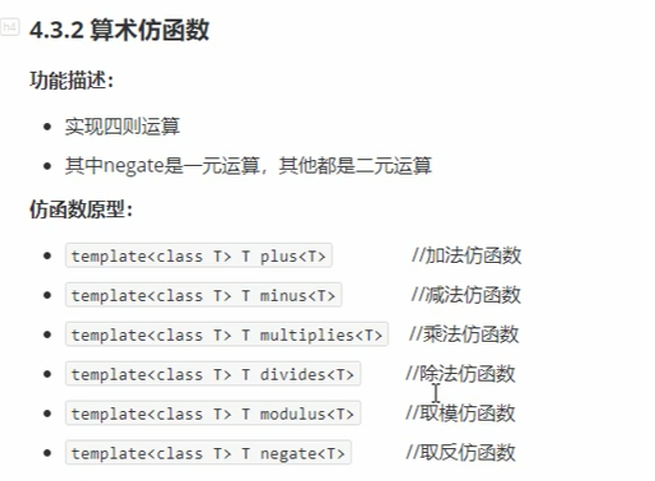 h4
4.3.2 算术仿函数
功能描述：
实现四则运算
其中negate是一元运算，其他都是二元运算
仿函数原型：
template<class T> T plus<T> //加法仿函数
template<class T> T minus<T> //减法仿函数
template<class T> T multiplies<T> //乘法仿函数
template<class T> T divides<T> //除法仿函数
template<class T> T modulus<T> //取模仿函数
template<class T> T negate<T> //取反仿函数